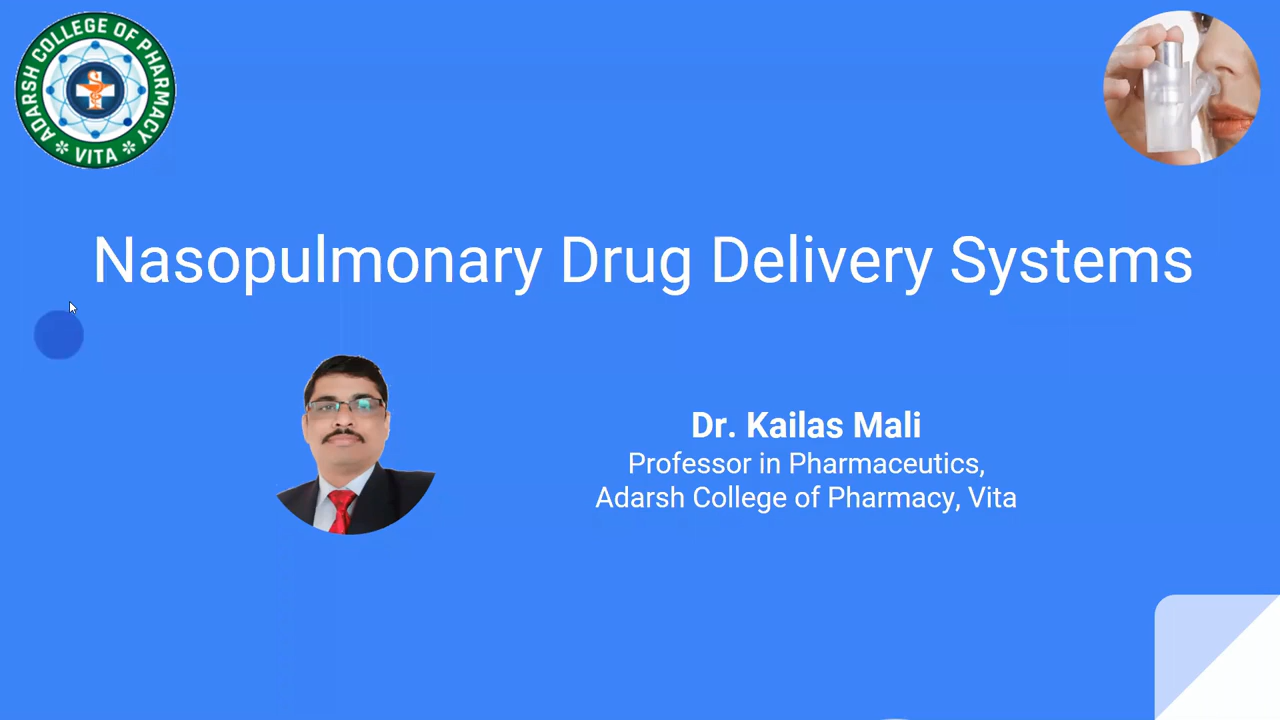 ADARSH COLLEGE OF PHARMACY
VITA
Nasopulmonary Drug Delivery Systems
Dr. Kailas Mali
Professor in Pharmaceutics,
Adarsh College of Pharmacy, Vita